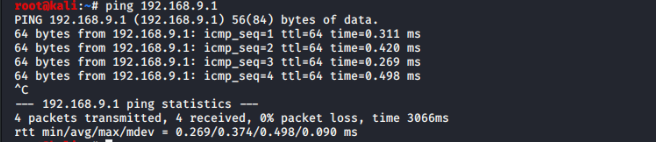 root@kali:~# ping 192.168.9.1
PING 192.168.9.1 (192.168.9.1) 56(84) bytes of data.
64 bytes from 192.168.9.1: icmp_seq=1 ttl=64 time=0.311 ms
64 bytes from 192.168.9.1: icmp_seq=2 ttl=64 time=0.420 ms
64 bytes from 192.168.9.1: icmp_seq=3 ttl=64 time=0.269 ms
64 bytes from 192.168.9.1: icmp_seq=4 ttl=64 time=0.498 ms
^C
--- 192.168.9.1 ping statistics ---
4 packets transmitted, 4 received, 0% packet loss, time 3066ms
rtt min/avg/max/mdev = 0.269/0.374/0.498/0.090 ms